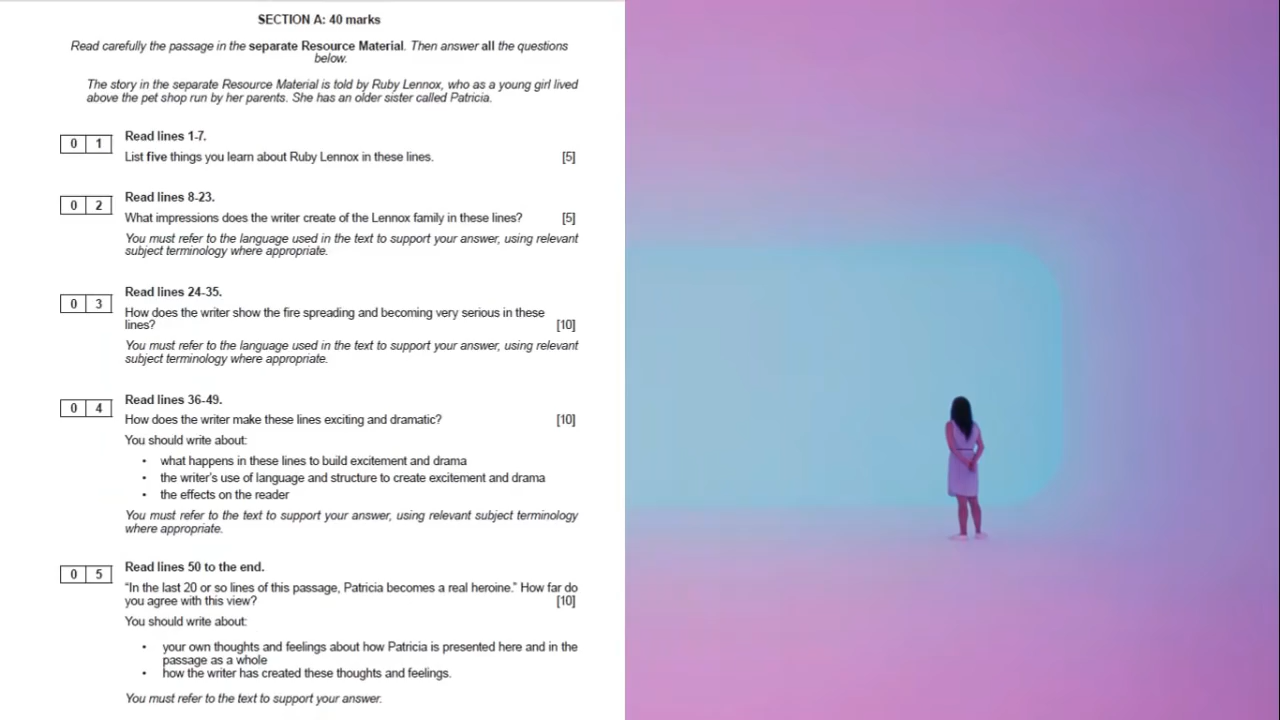 SECTION A: 40 marks
Read carefully the passage in the separate Resource Material. Then answer all the questions
below.
The story in the separate Resource Material is told by Ruby Lennox, who as a young girl lived
above the pet shop run by her parents. She has an older sister called Patricia.
0 1
Read lines 1-7.
List five things you learn about Ruby Lennox in these lines. [5]
0 2
Read lines 8-23.
What impressions does the writer create of the Lennox family in these lines? [5]
You must refer to the language used in the text to support your answer, using relevant
subject terminology where appropriate.
0 3
Read lines 24-35.
How does the writer show the fire spreading and becoming very serious in these
lines? [10]
You must refer to the language used in the text to support your answer, using relevant
subject terminology where appropriate.
0 4
Read lines 36-49.
How does the writer make these lines exciting and dramatic? [10]
You should write about:
• what happens in these lines to build excitement and drama
• the writer's use of language and structure to create excitement and drama
• the effects on the reader
You must refer to the text to support your answer, using relevant subject terminology
where appropriate.
0 5
Read lines 50 to the end.
"In the last 20 or so lines of this passage, Patricia becomes a real heroine." How far do
you agree with this view? [10]
You should write about:
• your own thoughts and feelings about how Patricia is presented here and in the
passage as a whole
• how the writer has created these thoughts and feelings.
You must refer to the text to support your answer.